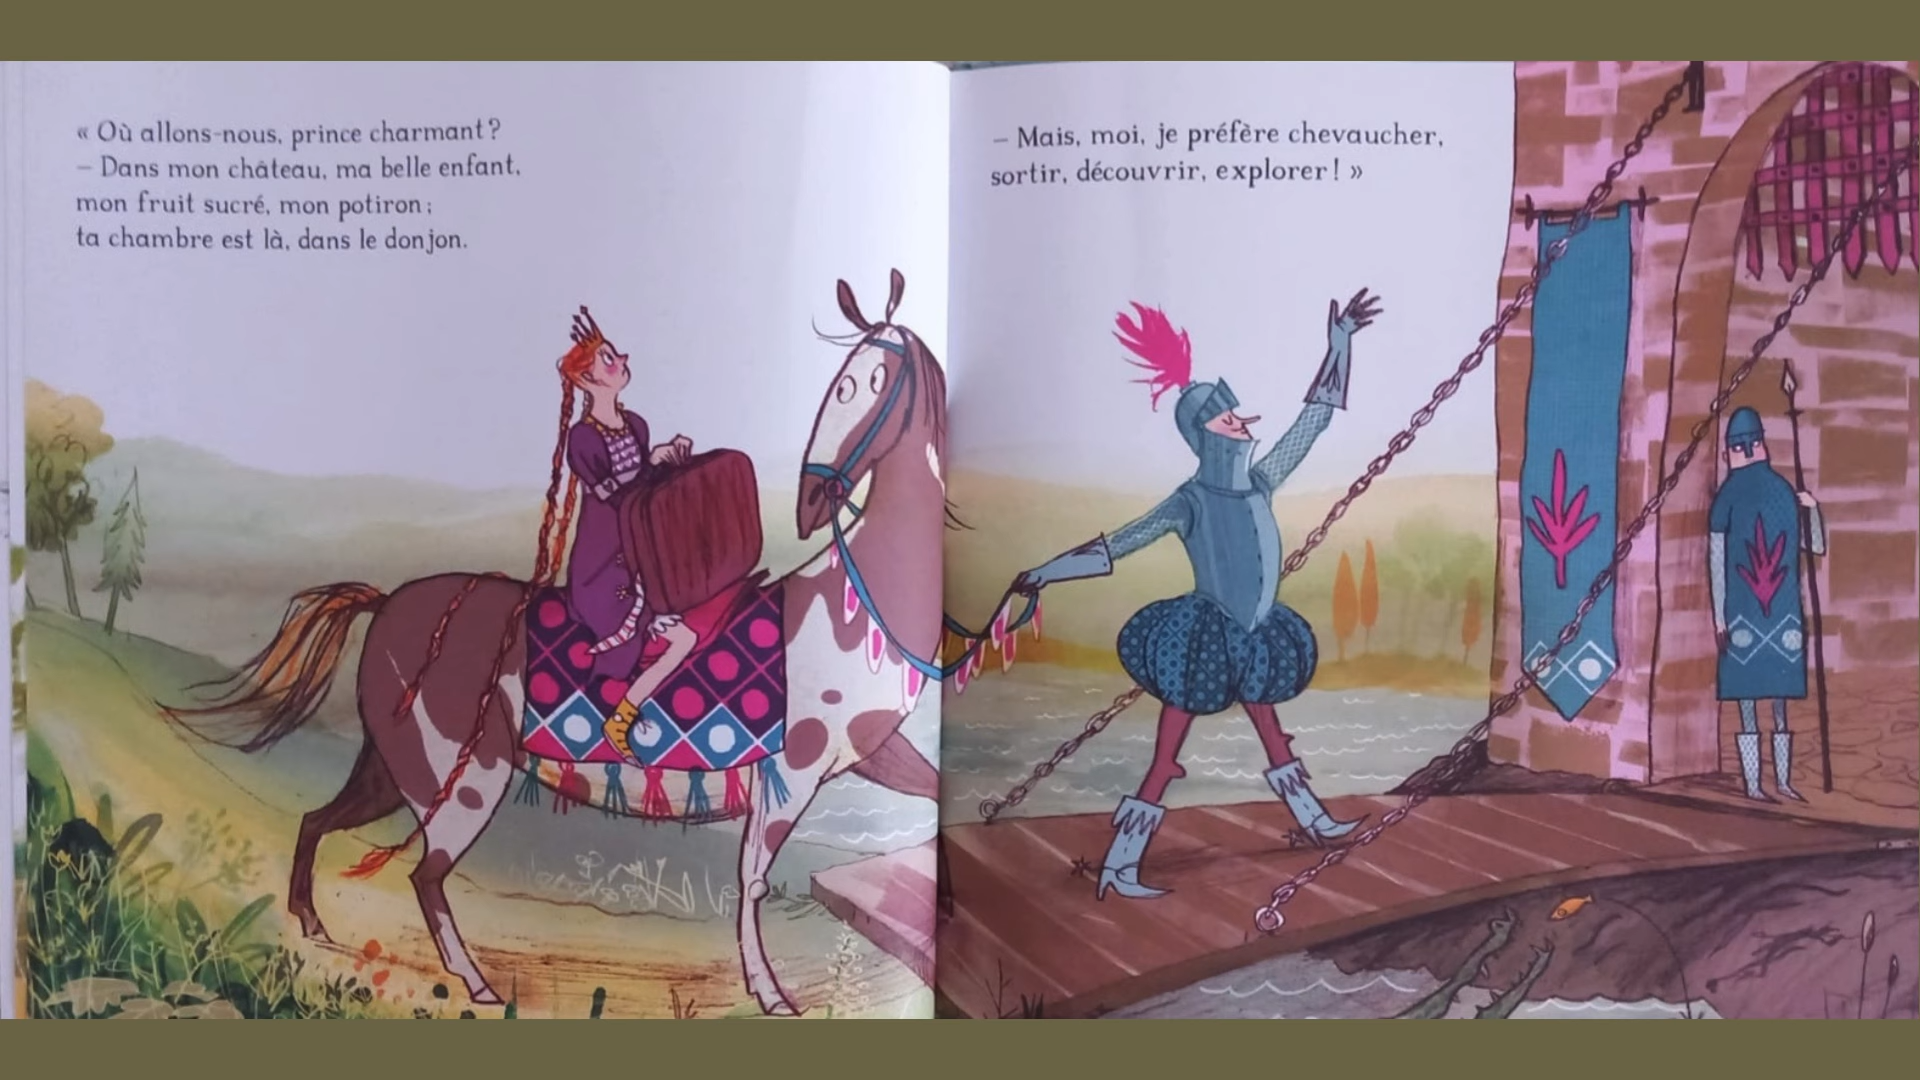 « Où allons-nous, prince charmant ?
– Dans mon château, ma belle enfant,
mon fruit sucré, mon potiron ;
ta chambre est là, dans le donjon.
– Mais, moi, je préfère chevaucher,
sortir, découvrir, explorer ! »